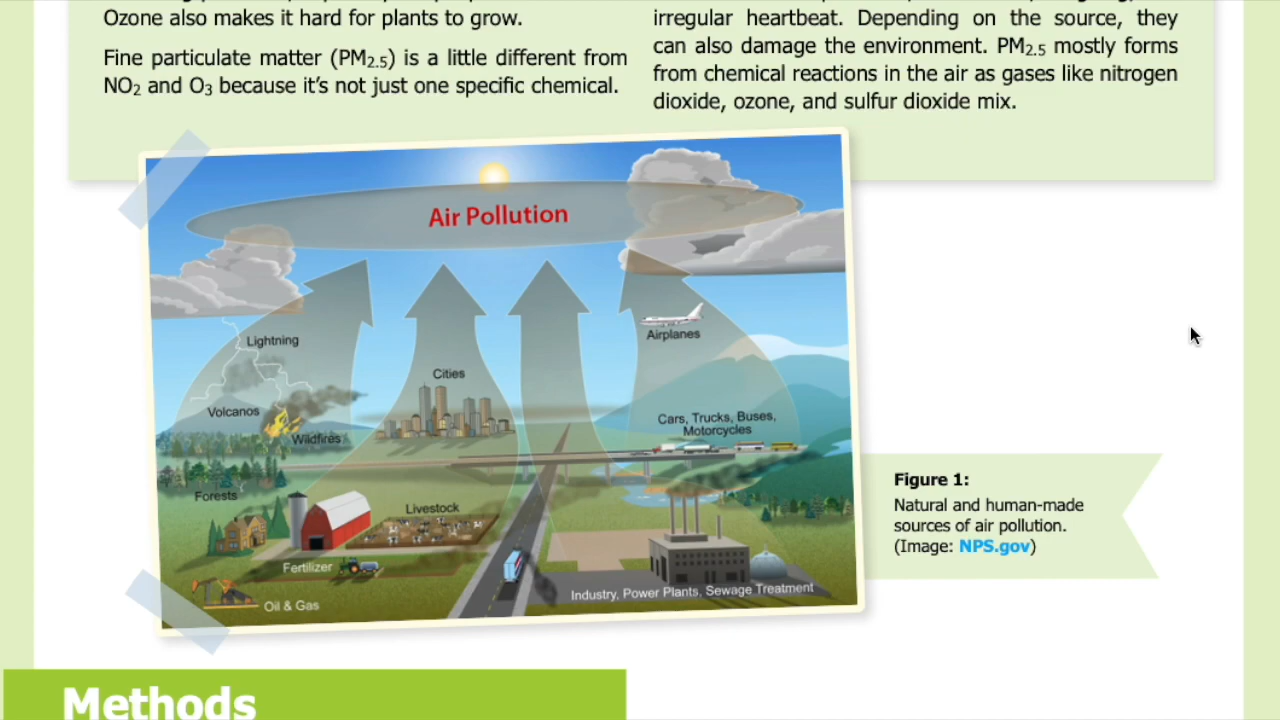 Ozone also makes it hard for plants to grow.
Fine particulate matter (PM2.5) is a little different from
NO2 and O3 because it's not just one specific chemical.
irregular heartbeat. Depending on the source, they
can also damage the environment. PM2.5 mostly forms
from chemical reactions in the air as gases like nitrogen
dioxide, ozone, and sulfur dioxide mix.
Air Pollution
Lightning
Airplanes
Cities
Volcanos
Cars, Trucks, Buses,
Motorcycles
Wildfires
Forests
Livestock
Fertilizer
Oil & Gas
Industry, Power Plants, Sewage Treatment
Figure 1:
Natural and human-made
sources of air pollution.
(Image: NPS.gov)
Methods